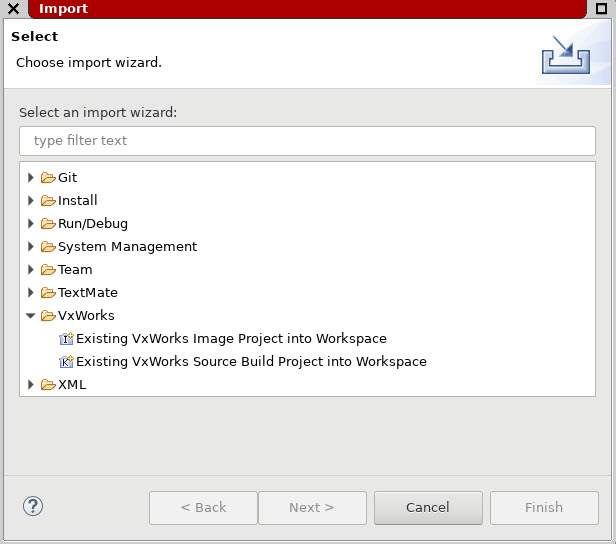 Import
Select
Choose import wizard.
Select an import wizard:
type filter text
Git
Install
Run/Debug
System Management
Team
TextMate
VxWorks
Existing VxWorks Image Project into Workspace
Existing VxWorks Source Build Project into Workspace
XML
? < Back Next > Cancel Finish